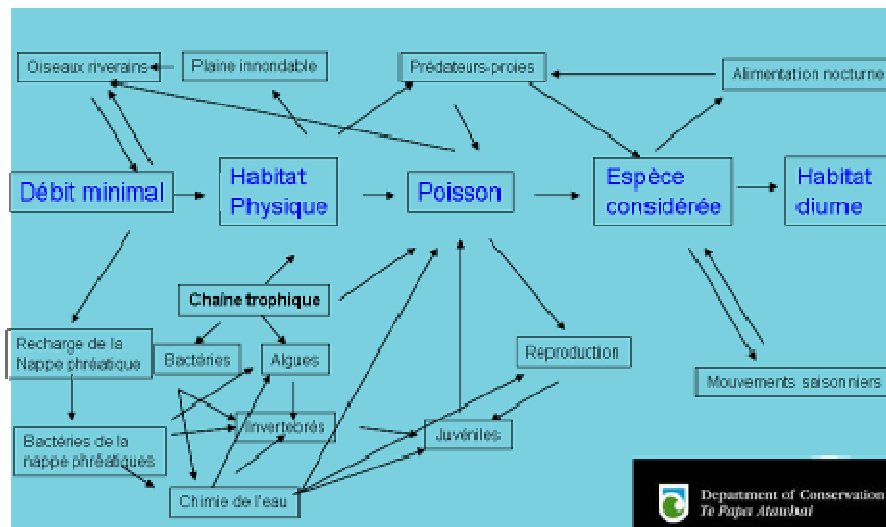 Oiseaux riverains
Plaine innondable
Prédateurs-proies
Alimentation nocturne
Débit minimal
Habitat
Physique
Poisson
Espèce
considérée
Habitat
diurne
Chaîne trophique
Recharge de la
Nappe phréatique
Bactéries
Algues
Reproduction
Mouvements saisonniers
Bactéries de la
nappe phréatiques
Invertebrés
Juvéniles
Chimie de l'eau
Department of Conservation
Te Papa Atawhai